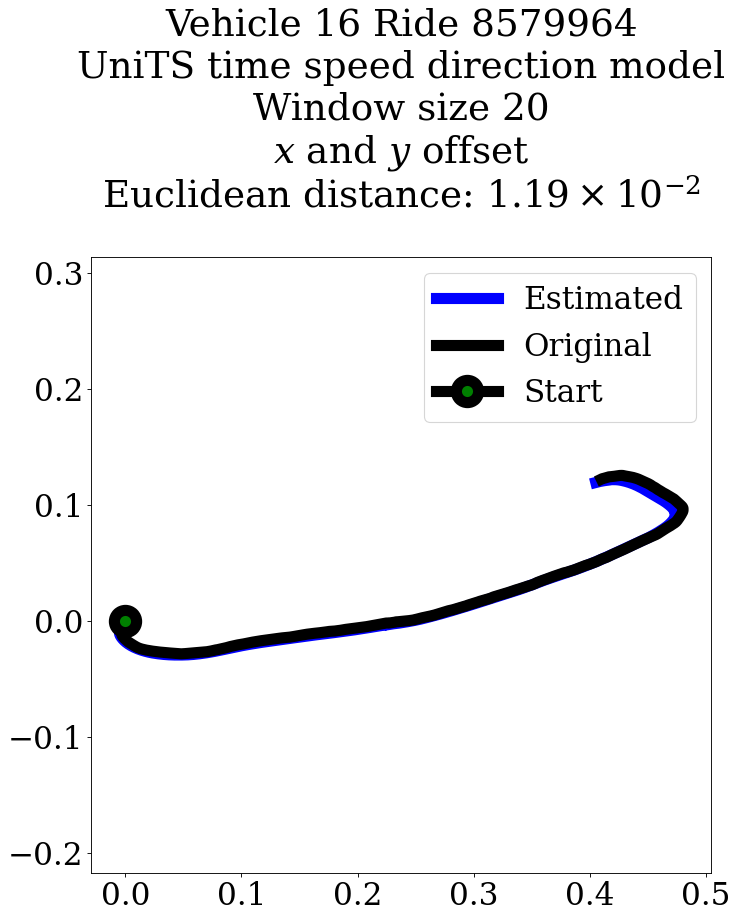 Vehicle 16 Ride 8579964
UniTS time speed direction model
Window size 20
x and y offset
Euclidean distance: 1.19 × 10⁻²
0.3
0.2
0.1
0.0
−0.1
−0.2
Estimated
Original
Start
0.0 0.1 0.2 0.3 0.4 0.5